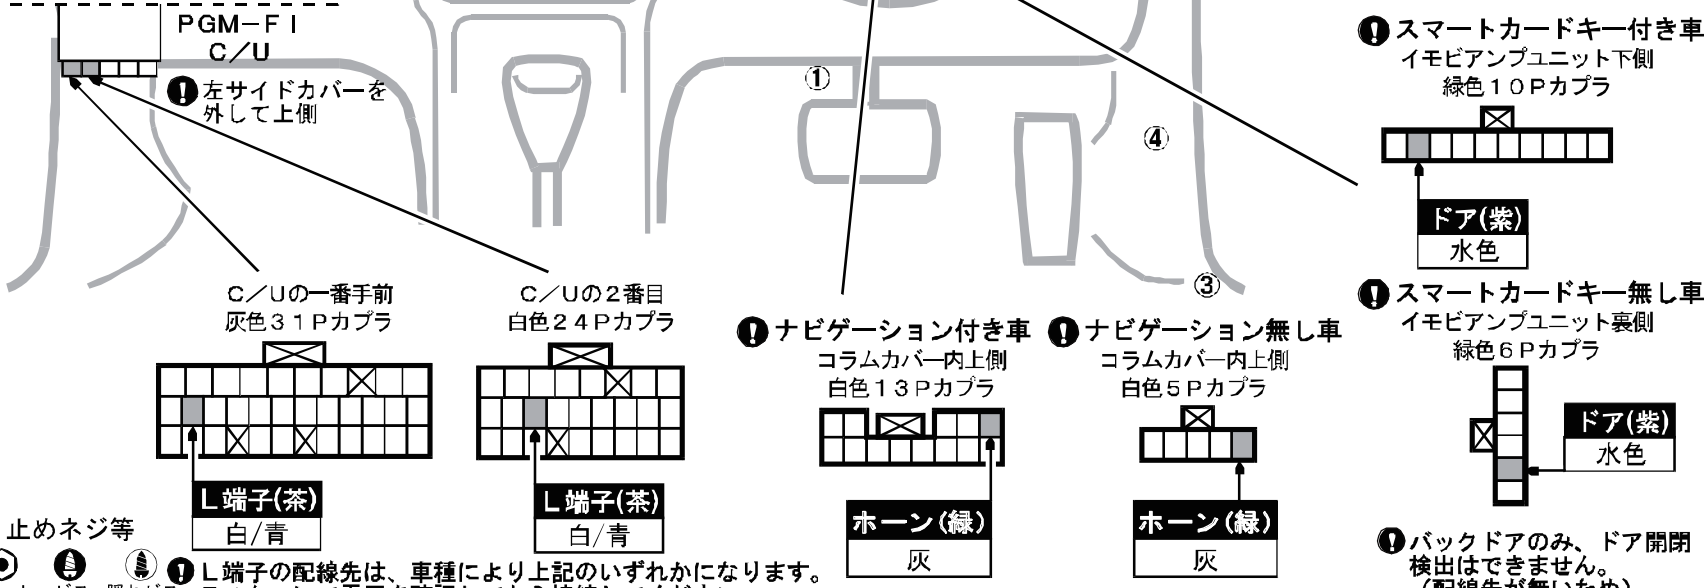 PGM-FI
C/U
左サイドカバーを
外して上側
①
④
③
スマートカードキー付き車
イモビアンプユニット下側
緑色10Pカプラ
ドア(紫)
水色
C/Uの一番手前
灰色31Pカプラ
L端子(茶)
白/青
C/Uの2番目
白色24Pカプラ
L端子(茶)
白/青
ナビゲーション付き車
コラムカバー内上側
白色13Pカプラ
ホーン(緑)
灰
ナビゲーション無し車
コラムカバー内上側
白色5Pカプラ
ホーン(緑)
灰
スマートカードキー無し車
イモビアンプユニット裏側
緑色6Pカプラ
ドア(紫)
水色
バックドアのみ、ドア開閉
検出はできません。
(配線先が無いため)
止めネジ等
L端子の配線先は、車種により上記のいずれかになります。